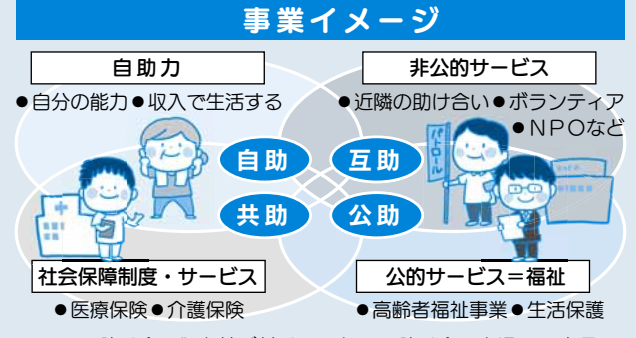 事業イメージ
自助力
●自分の能力●収入で生活する
非公的サービス
●近隣の助け合い●ボランティア
●NPOなど
パトロール
自助
互助
共助
公助
社会保障制度・サービス
●医療保険●介護保険
公的サービス=福祉
●高齢者福祉事業●生活保護